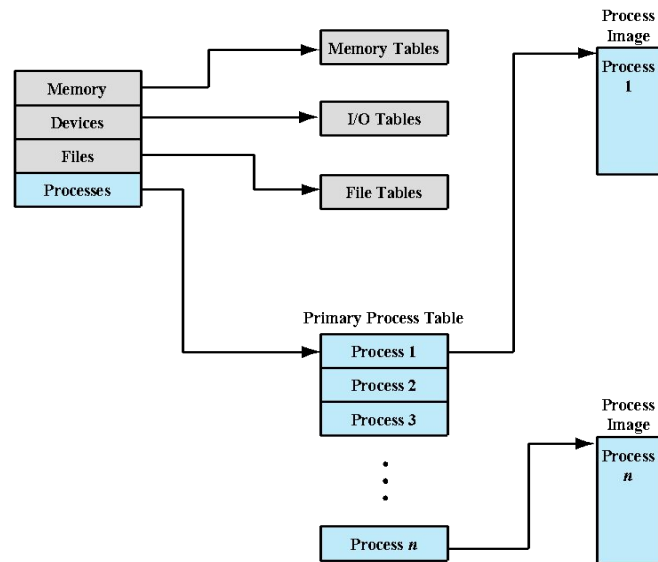 Memory
Devices
Files
Processes
Memory Tables
I/O Tables
File Tables
Primary Process Table
Process 1
Process 2
Process 3
Process n
Process
Image
Process
1
Process
Image
Process
n